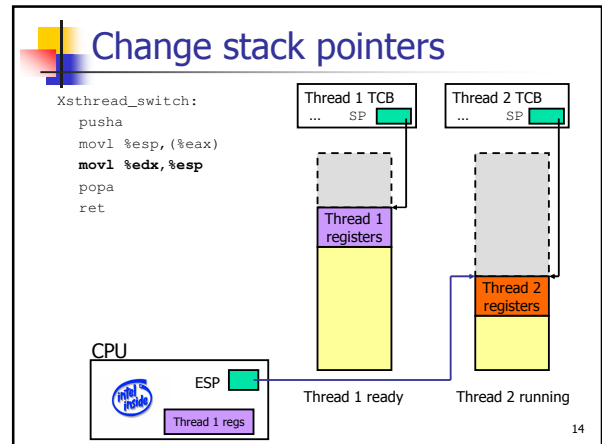 Change stack pointers
Xsthread_switch:
pusha
movl %esp,(%eax)
movl %edx,%esp
popa
ret
Thread 1 TCB
... SP
Thread 2 TCB
... SP
Thread 1
registers
Thread 2
registers
CPU
intel
inside
ESP
Thread 1 regs
Thread 1 ready
Thread 2 running
14